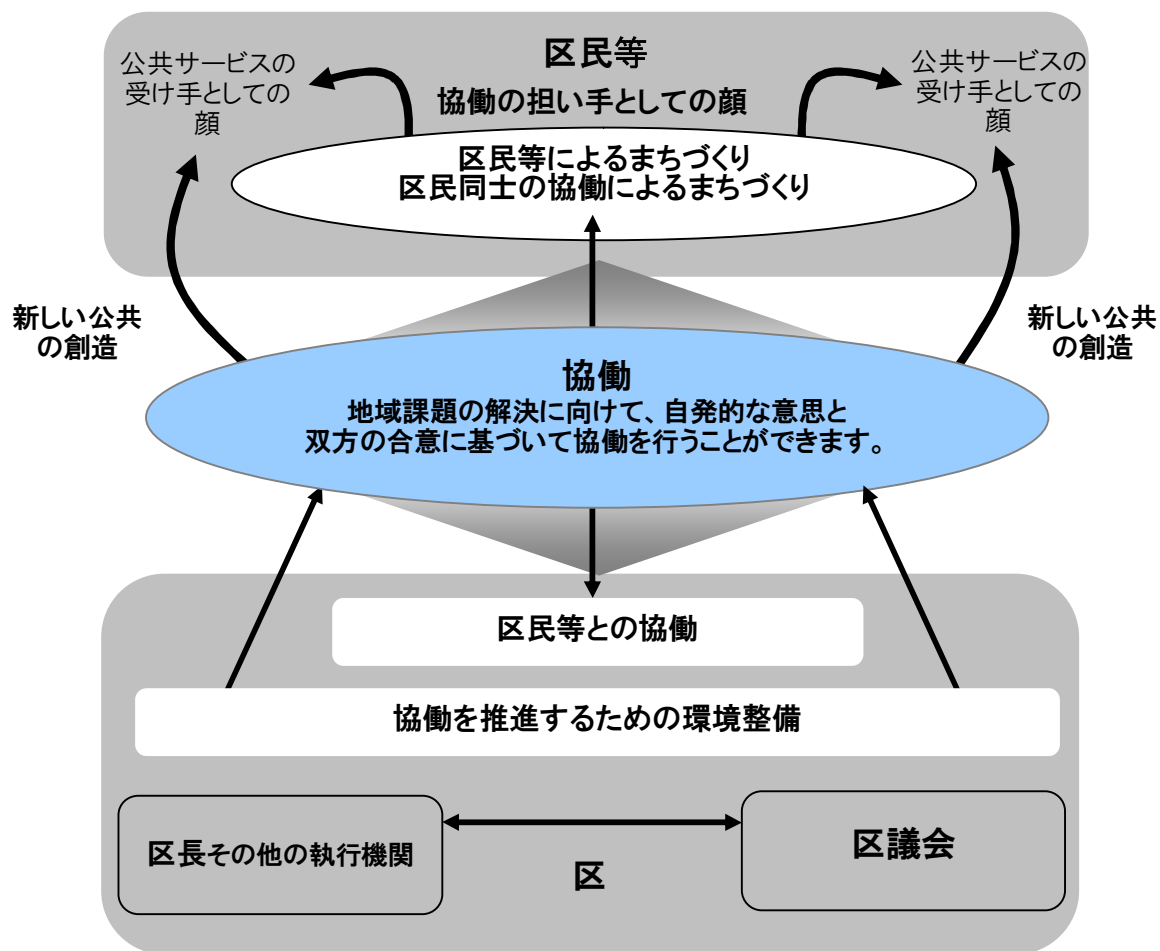 区民等
協働の担い手としての顔
公共サービスの
受け手としての
顔
公共サービスの
受け手としての
顔
区民等によるまちづくり
区民同士の協働によるまちづくり
新しい公共
の創造
新しい公共
の創造
協働
地域課題の解決に向けて、自発的な意思と
双方の合意に基づいて協働を行うことができます。
区民等との協働
協働を推進するための環境整備
区長その他の執行機関
区議会
区